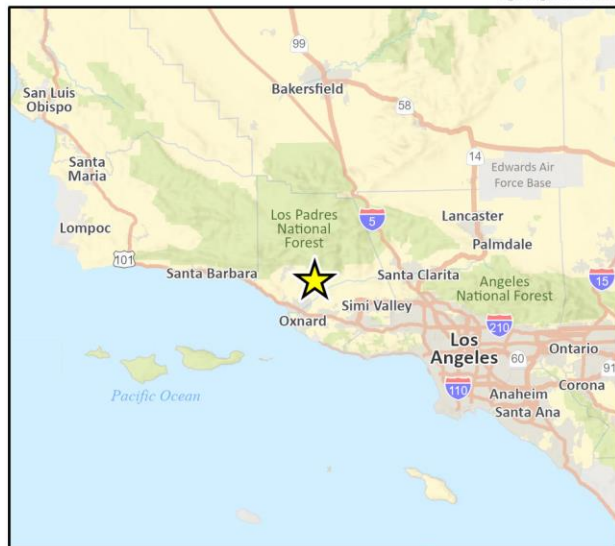 99
Bakersfield
San Luis
Obispo
58
14
Santa
Maria
Edwards Air
Force Base
Los Padres
National
Forest
5
Lancaster
Lompoc
Palmdale
101
Santa Barbara
Santa Clarita
Angeles
National Forest
15
Simi Valley
Oxnard
210
Los
Angeles
60
Ontario
91
Corona
Pacific Ocean
110
Anaheim
Santa Ana